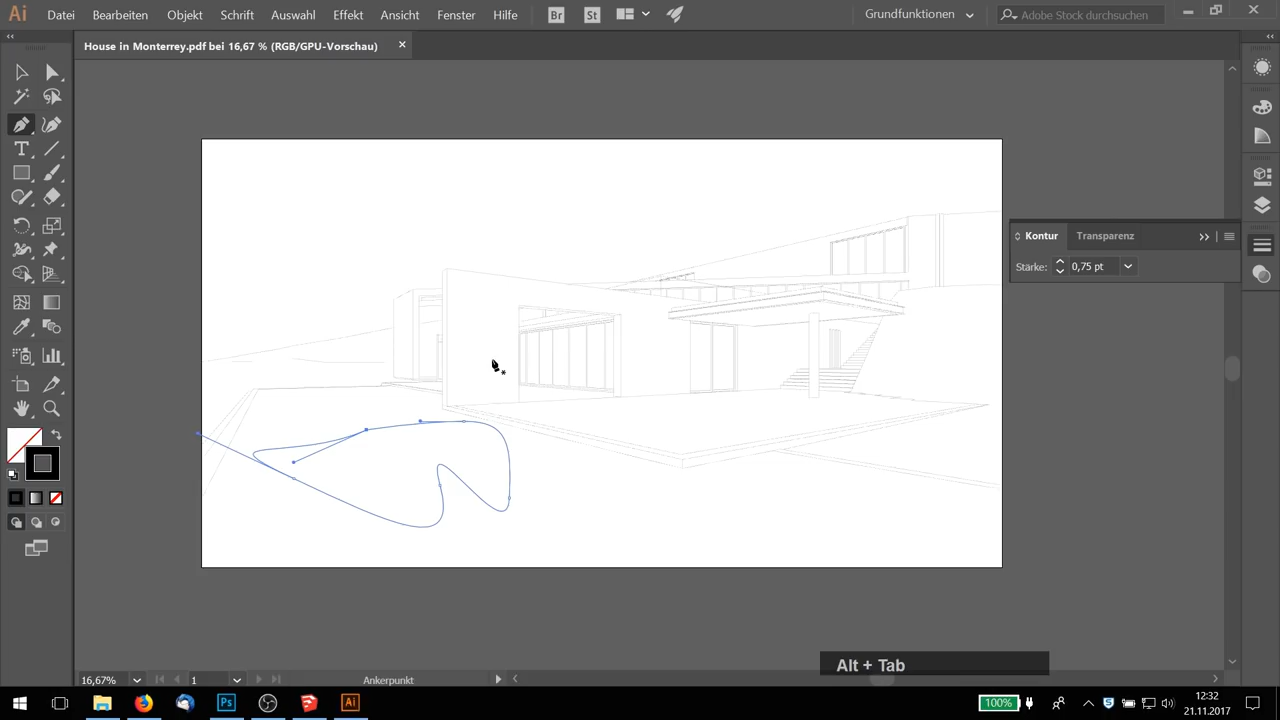 Ai Datei Bearbeiten Objekt Schrift Auswahl Effekt Ansicht Fenster Hilfe Br St Grundfunktionen Adobe Stock durchsuchen
House in Monterrey.pdf bei 16,67 % (RGB/GPU-Vorschau)
Kontur Transparenz
Stärke: 0,75 pt
Alt + Tab
16,67% 1 Ankerpunkt
Ps Ai 100% 12:32
21.11.2017